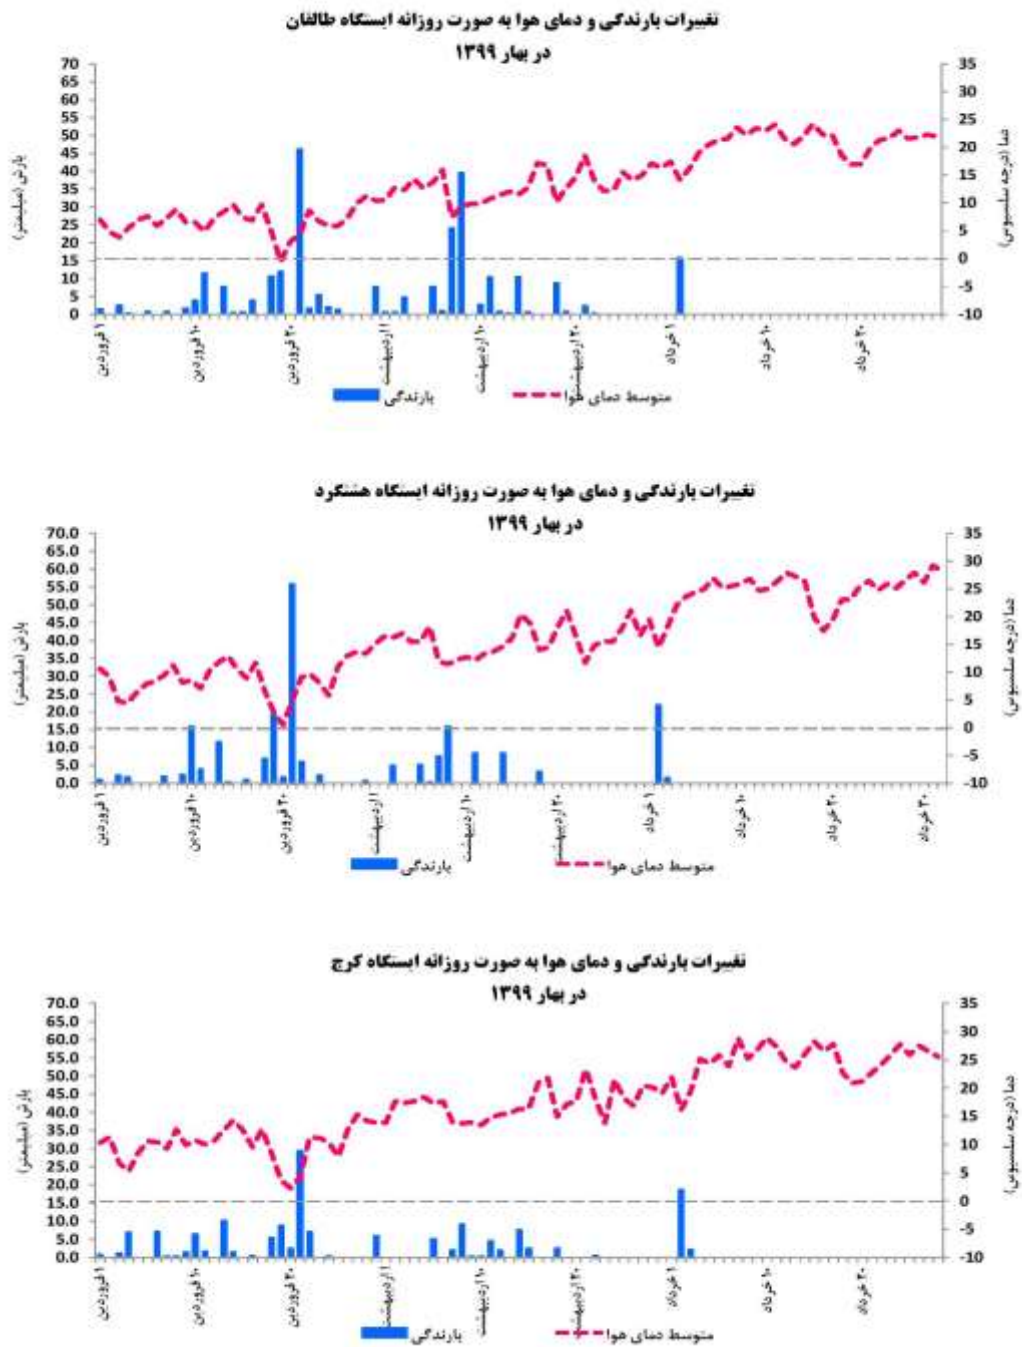 تغییرات بارندگی و دمای هوا به صورت روزانه ایستگاه طالقان
در بهار ۱۳۹۹
بارش (میلیمتر)
70
65
60
55
50
45
40
35
30
25
20
15
10
5
0
دما (درجه سلسیوس)
35
30
25
20
15
10
5
0
-5
-10
۱ فروردین
۱۰ فروردین
۲۰ فروردین
۱ اردیبهشت
۱۰ اردیبهشت
۲۰ اردیبهشت
۱ خرداد
۱۰ خرداد
۲۰ خرداد
متوسط دمای هوا
بارندگی
تغییرات بارندگی و دمای هوا به صورت روزانه ایستگاه هشتگرد
در بهار ۱۳۹۹
بارش (میلیمتر)
70.0
65.0
60.0
55.0
50.0
45.0
40.0
35.0
30.0
25.0
20.0
15.0
10.0
5.0
0.0
دما (درجه سلسیوس)
35
30
25
20
15
10
5
0
-5
-10
۱ فروردین
۱۰ فروردین
۲۰ فروردین
۱ اردیبهشت
۱۰ اردیبهشت
۲۰ اردیبهشت
۱ خرداد
۱۰ خرداد
۲۰ خرداد
۳۰ خرداد
متوسط دمای هوا
بارندگی
تغییرات بارندگی و دمای هوا به صورت روزانه ایستگاه کرج
در بهار ۱۳۹۹
بارش (میلیمتر)
70.0
65.0
60.0
55.0
50.0
45.0
40.0
35.0
30.0
25.0
20.0
15.0
10.0
5.0
0.0
دما (درجه سلسیوس)
35
30
25
20
15
10
5
0
-5
-10
۱ فروردین
۱۰ فروردین
۲۰ فروردین
۱ اردیبهشت
۱۰ اردیبهشت
۲۰ اردیبهشت
۱ خرداد
۱۰ خرداد
۲۰ خرداد
متوسط دمای هوا
بارندگی